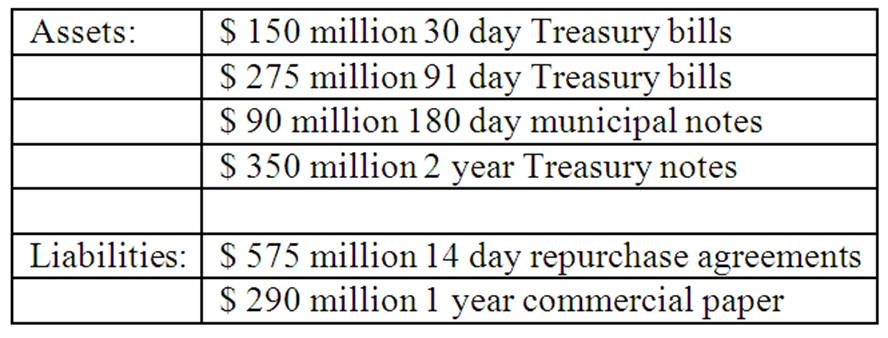 Assets: $ 150 million 30 day Treasury bills
$ 275 million 91 day Treasury bills
$ 90 million 180 day municipal notes
$ 350 million 2 year Treasury notes
Liabilities: $ 575 million 14 day repurchase agreements
$ 290 million 1 year commercial paper